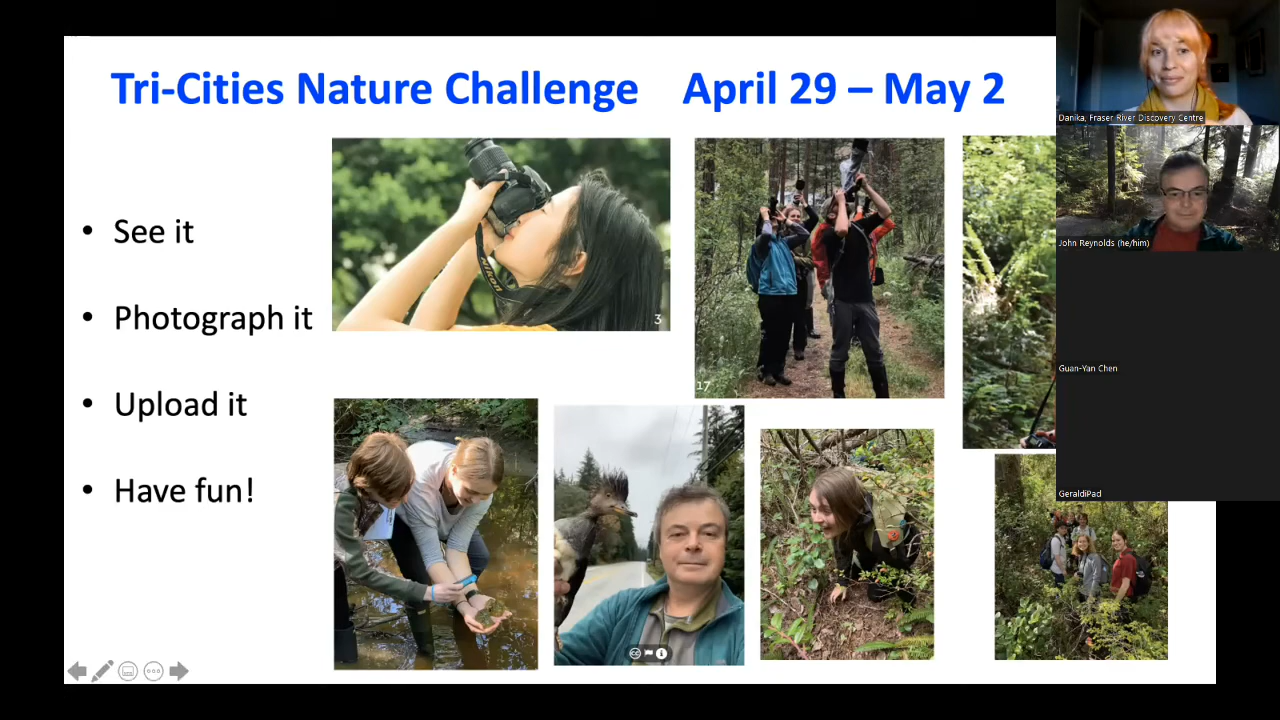 Tri-Cities Nature Challenge April 29 – May 2
• See it
• Photograph it
• Upload it
• Have fun!
Nikon
3
17
Danika, Fraser River Discovery Centre
John Reynolds (he/him)
Guan-Yan Chen
GeraldiPad